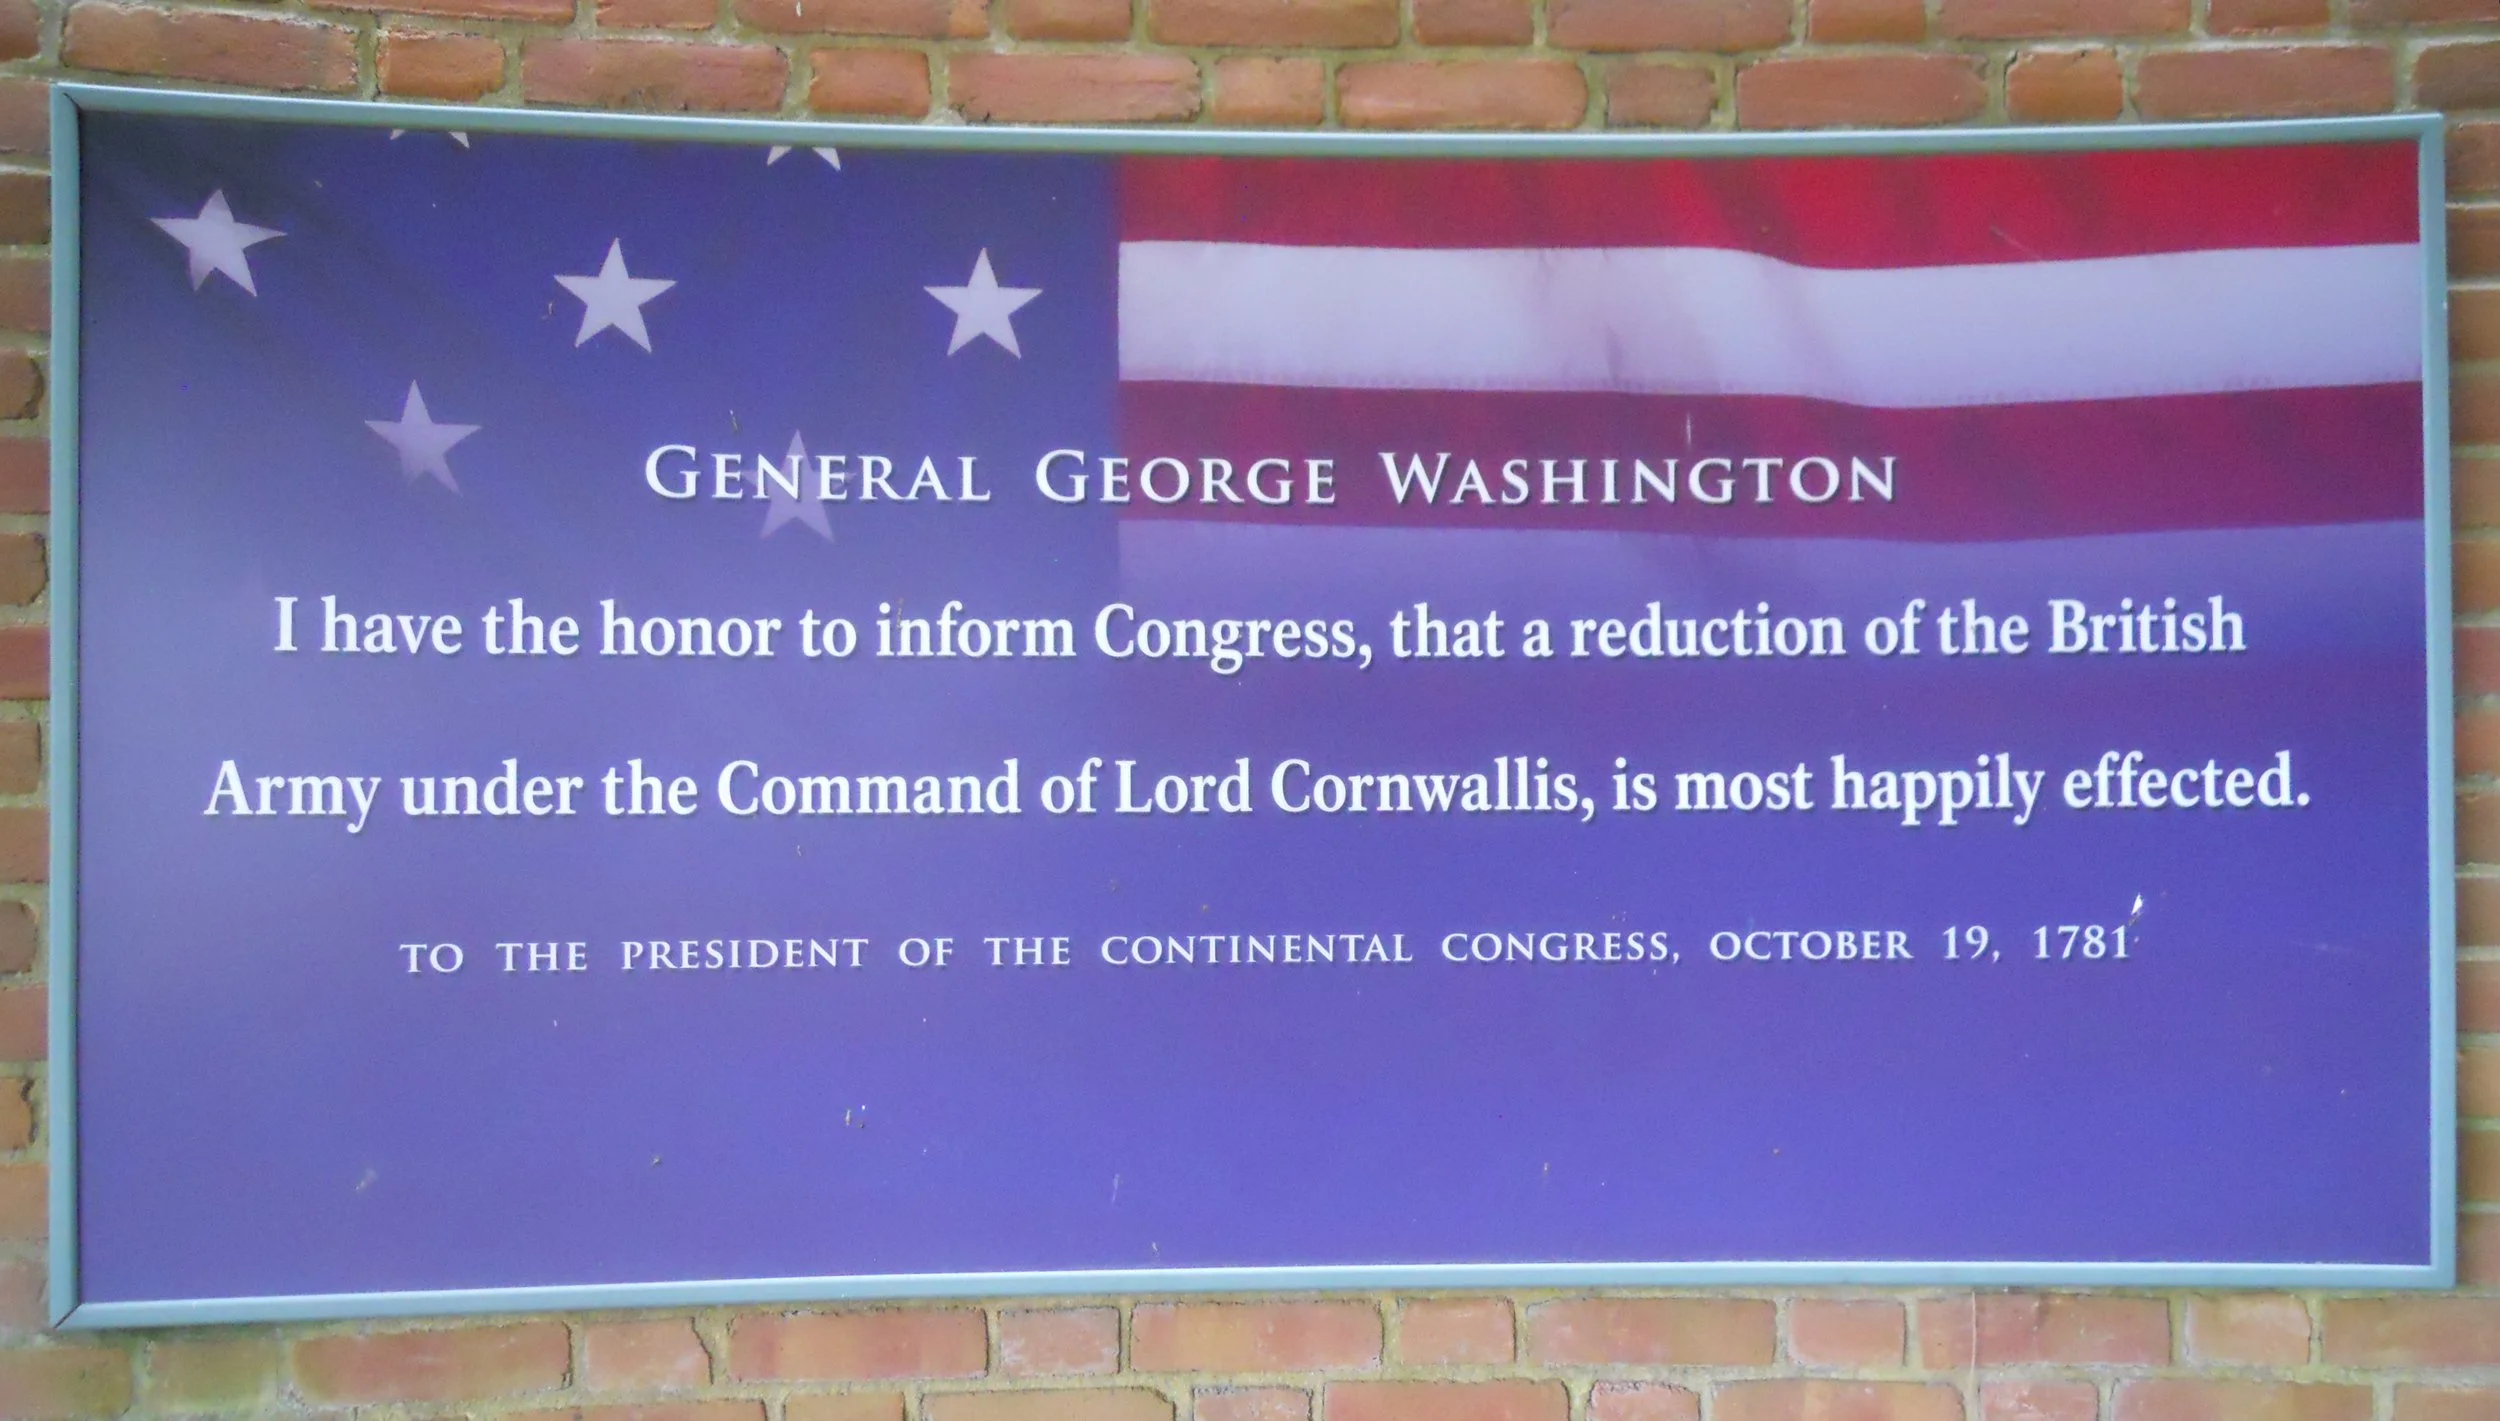 General George Washington
I have the honor to inform Congress, that a reduction of the British
Army under the Command of Lord Cornwallis, is most happily effected.
TO THE PRESIDENT OF THE CONTINENTAL CONGRESS, OCTOBER 19, 1781